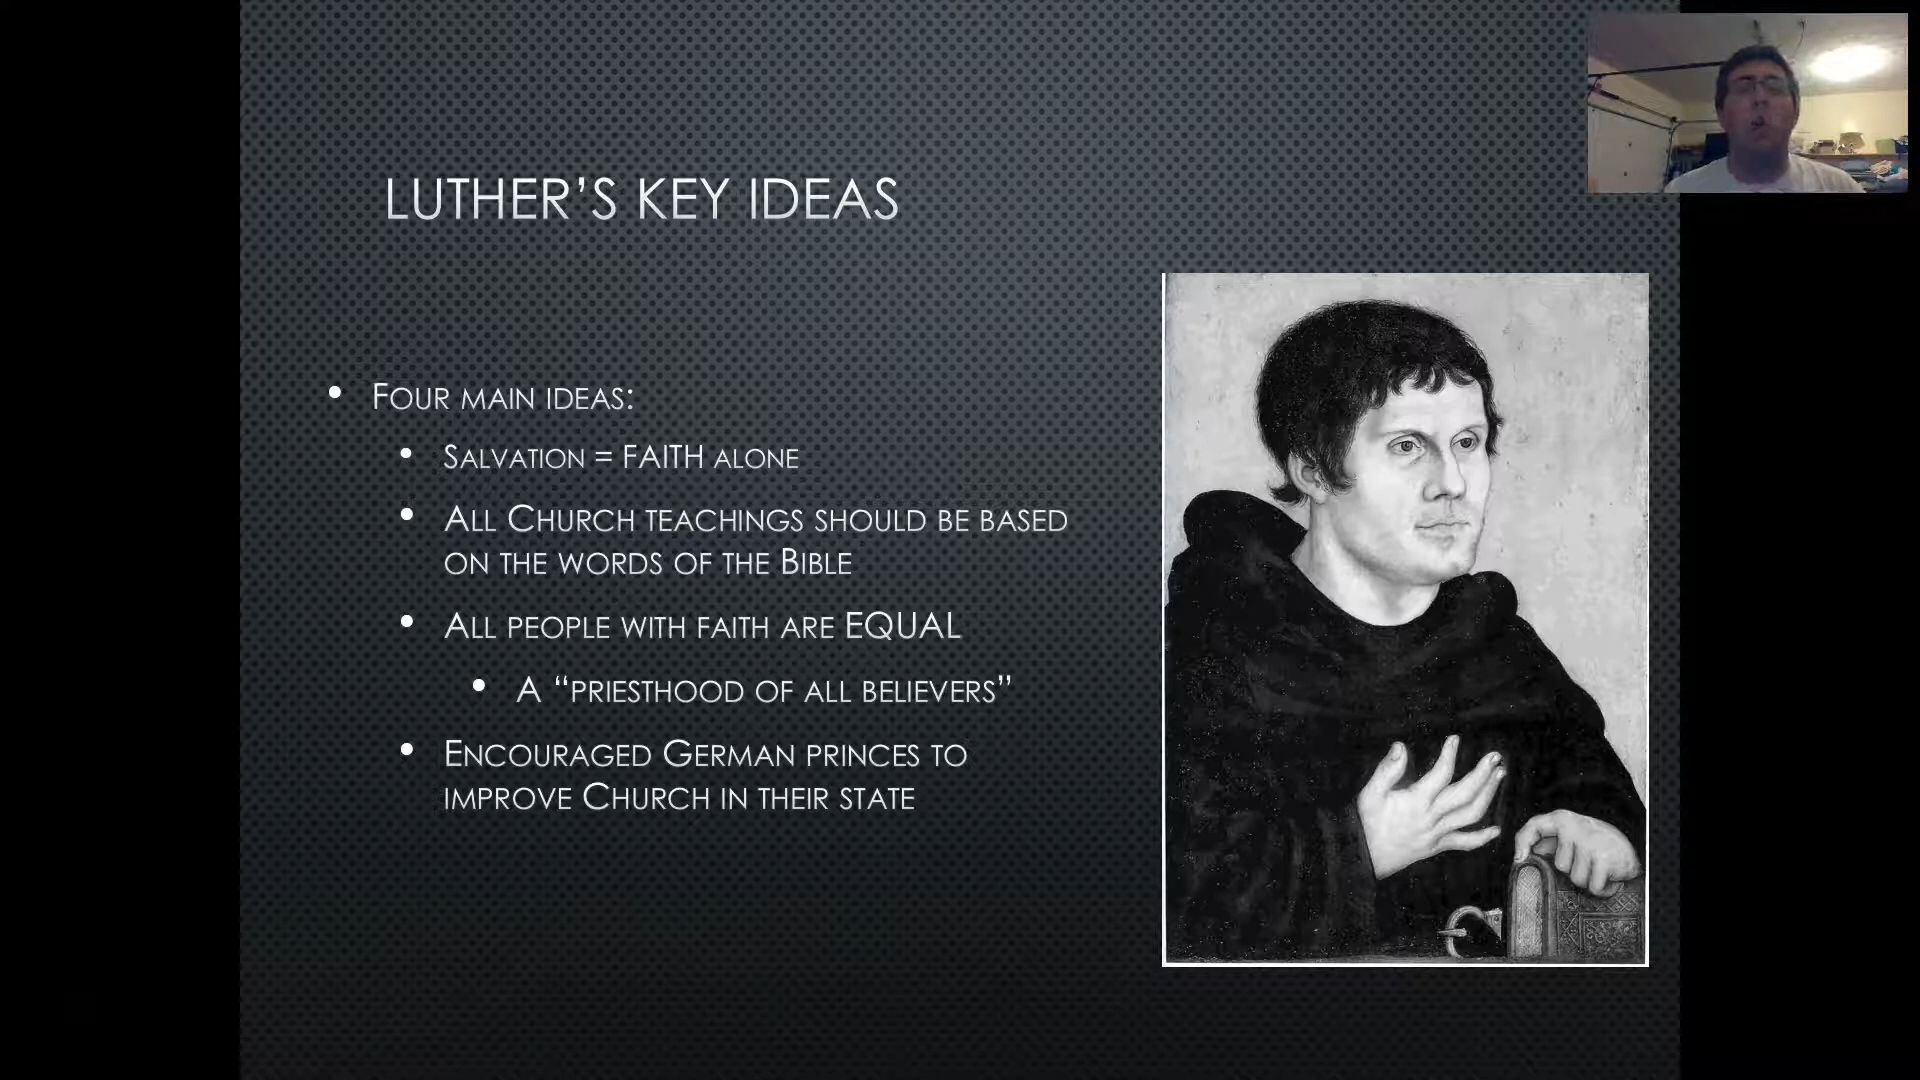 LUTHER’S KEY IDEAS
• FOUR MAIN IDEAS:
• SALVATION = FAITH ALONE
• ALL CHURCH TEACHINGS SHOULD BE BASED
ON THE WORDS OF THE BIBLE
• ALL PEOPLE WITH FAITH ARE EQUAL
• A “PRIESTHOOD OF ALL BELIEVERS”
• ENCOURAGED GERMAN PRINCES TO
IMPROVE CHURCH IN THEIR STATE